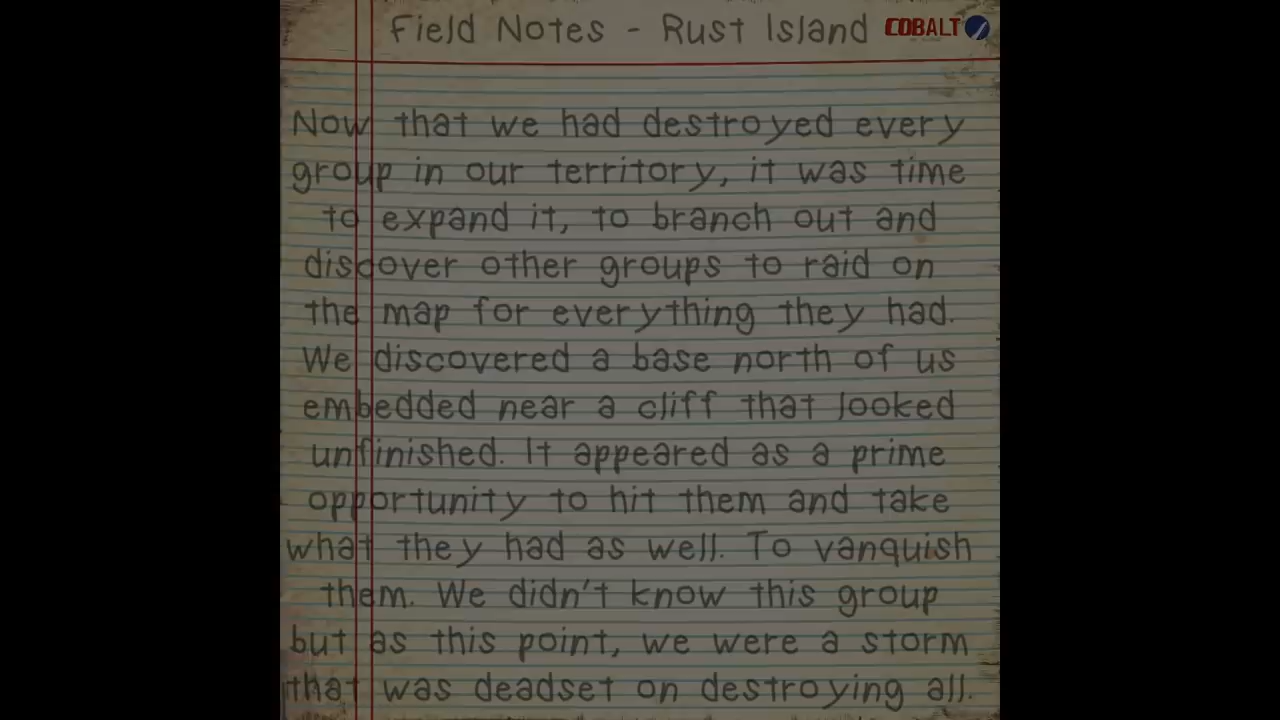 Field Notes - Rust Island COBALT
Now that we had destroyed every
group in our territory, it was time
to expand it, to branch out and
discover other groups to raid on
the map for everything they had.
We discovered a base north of us
embedded near a cliff that looked
unfinished. It appeared as a prime
opportunity to hit them and take
what they had as well. To vanquish
them. We didn't know this group
but as this point, we were a storm
that was deadset on destroying all.